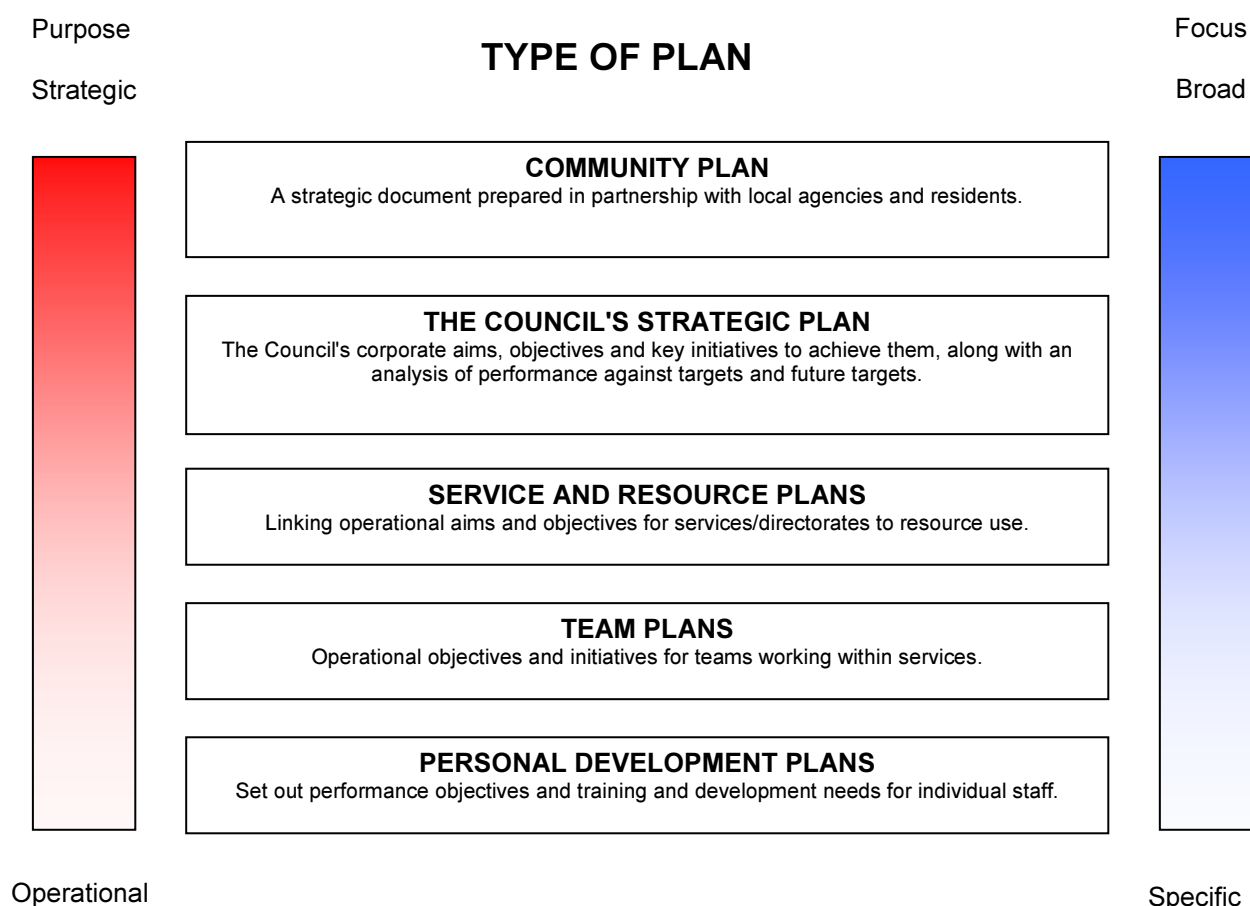 Purpose
Focus
TYPE OF PLAN
Strategic
Broad
COMMUNITY PLAN
A strategic document prepared in partnership with local agencies and residents.
THE COUNCIL'S STRATEGIC PLAN
The Council's corporate aims, objectives and key initiatives to achieve them, along with an
analysis of performance against targets and future targets.
SERVICE AND RESOURCE PLANS
Linking operational aims and objectives for services/directorates to resource use.
TEAM PLANS
Operational objectives and initiatives for teams working within services.
PERSONAL DEVELOPMENT PLANS
Set out performance objectives and training and development needs for individual staff.
Operational
Specific